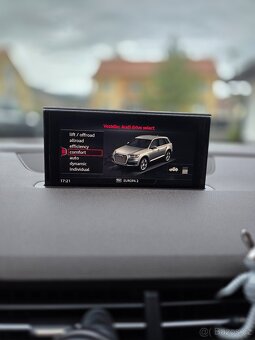 Vozidlo: Audi drive select
lift / offroad
allroad
efficiency
comfort
auto
dynamic
individual
17:21
EUROPA 2